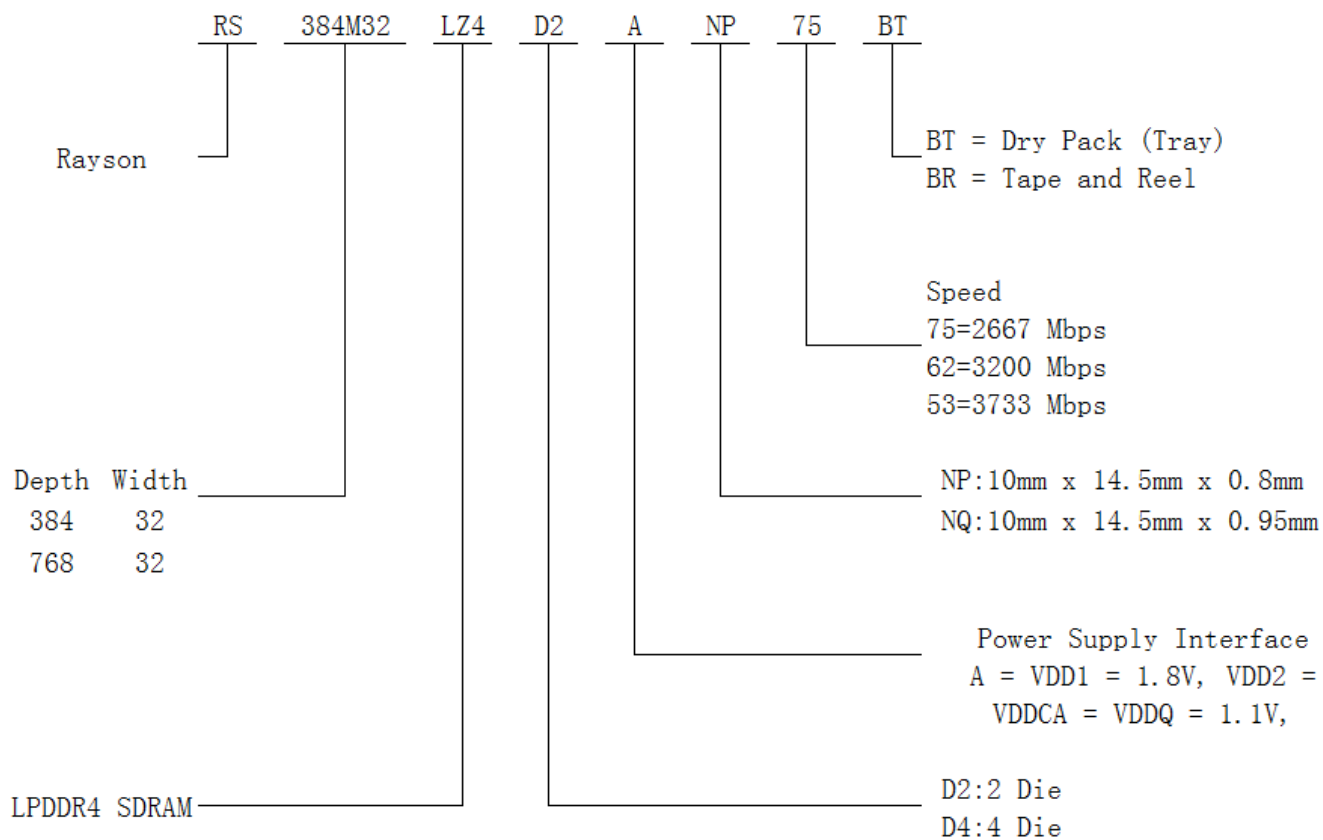 RS 384M32 LZ4 D2 A NP 75 BT
Rayson
BT = Dry Pack (Tray)
BR = Tape and Reel
Speed
75=2667 Mbps
62=3200 Mbps
53=3733 Mbps
Depth Width
384 32
768 32
NP:10mm x 14.5mm x 0.8mm
NQ:10mm x 14.5mm x 0.95mm
Power Supply Interface
A = VDD1 = 1.8V, VDD2 =
VDDCA = VDDQ = 1.1V,
LPDDR4 SDRAM
D2:2 Die
D4:4 Die